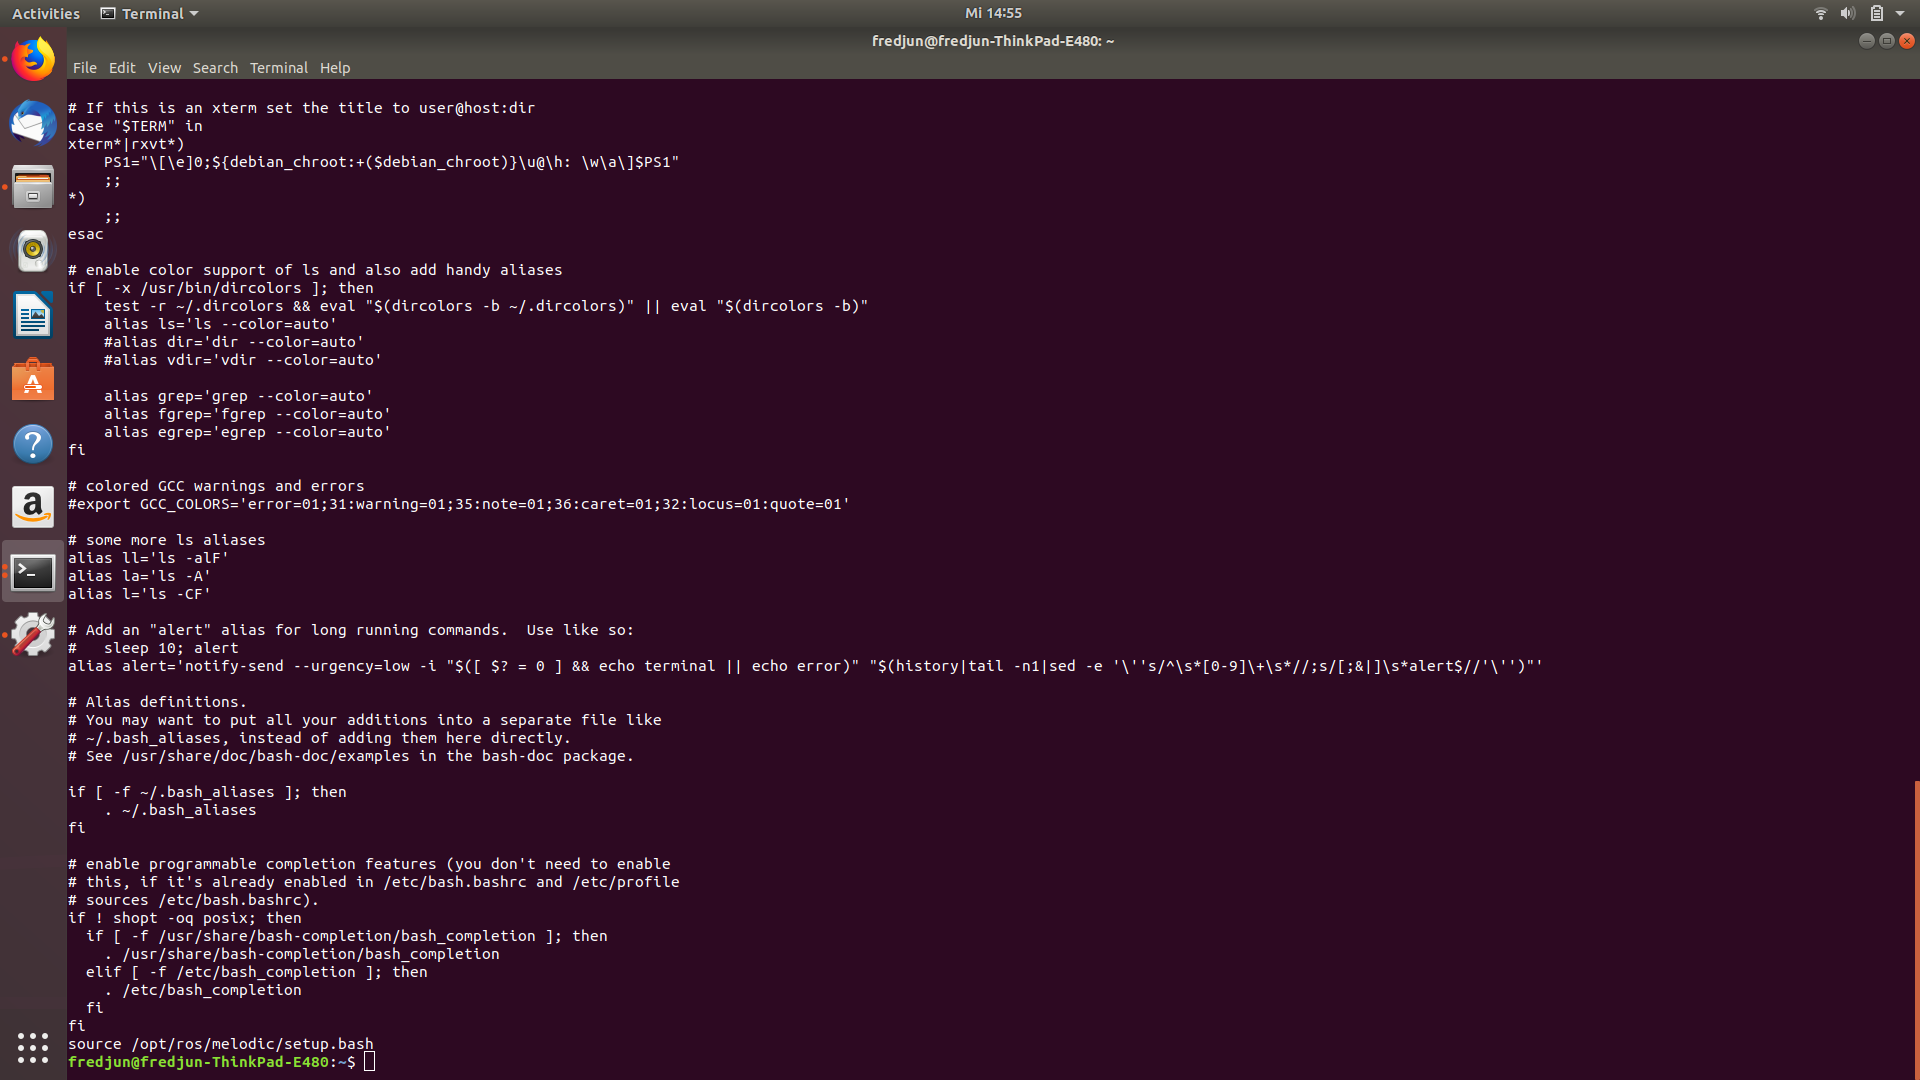 Activities
Terminal
Mi 14:55
fredjun@fredjun-ThinkPad-E480: ~
File Edit View Search Terminal Help
# If this is an xterm set the title to user@host:dir
case "$TERM" in
xterm*|rxvt*)
    PS1="\[\e]0;${debian_chroot:+($debian_chroot)}\u@\h: \w\a\]$PS1"
    ;;
*)
    ;;
esac

# enable color support of ls and also add handy aliases
if [ -x /usr/bin/dircolors ]; then
    test -r ~/.dircolors && eval "$(dircolors -b ~/.dircolors)" || eval "$(dircolors -b)"
    alias ls='ls --color=auto'
    #alias dir='dir --color=auto'
    #alias vdir='vdir --color=auto'

    alias grep='grep --color=auto'
    alias fgrep='fgrep --color=auto'
    alias egrep='egrep --color=auto'
fi

# colored GCC warnings and errors
#export GCC_COLORS='error=01;31:warning=01;35:note=01;36:caret=01;32:locus=01:quote=01'

# some more ls aliases
alias ll='ls -alF'
alias la='ls -A'
alias l='ls -CF'

# Add an "alert" alias for long running commands.  Use like so:
#   sleep 10; alert
alias alert='notify-send --urgency=low -i "$([ $? = 0 ] && echo terminal || echo error)" "$(history|tail -n1|sed -e '\''s/^\s*[0-9]\+\s*//;s/[;&|]\s*alert$//'\'')"'

# Alias definitions.
# You may want to put all your additions into a separate file like
# ~/.bash_aliases, instead of adding them here directly.
# See /usr/share/doc/bash-doc/examples in the bash-doc package.

if [ -f ~/.bash_aliases ]; then
    . ~/.bash_aliases
fi

# enable programmable completion features (you don't need to enable
# this, if it's already enabled in /etc/bash.bashrc and /etc/profile
# sources /etc/bash.bashrc).
if ! shopt -oq posix; then
  if [ -f /usr/share/bash-completion/bash_completion ]; then
    . /usr/share/bash-completion/bash_completion
  elif [ -f /etc/bash_completion ]; then
    . /etc/bash_completion
  fi
fi
source /opt/ros/melodic/setup.bash
fredjun@fredjun-ThinkPad-E480:~$